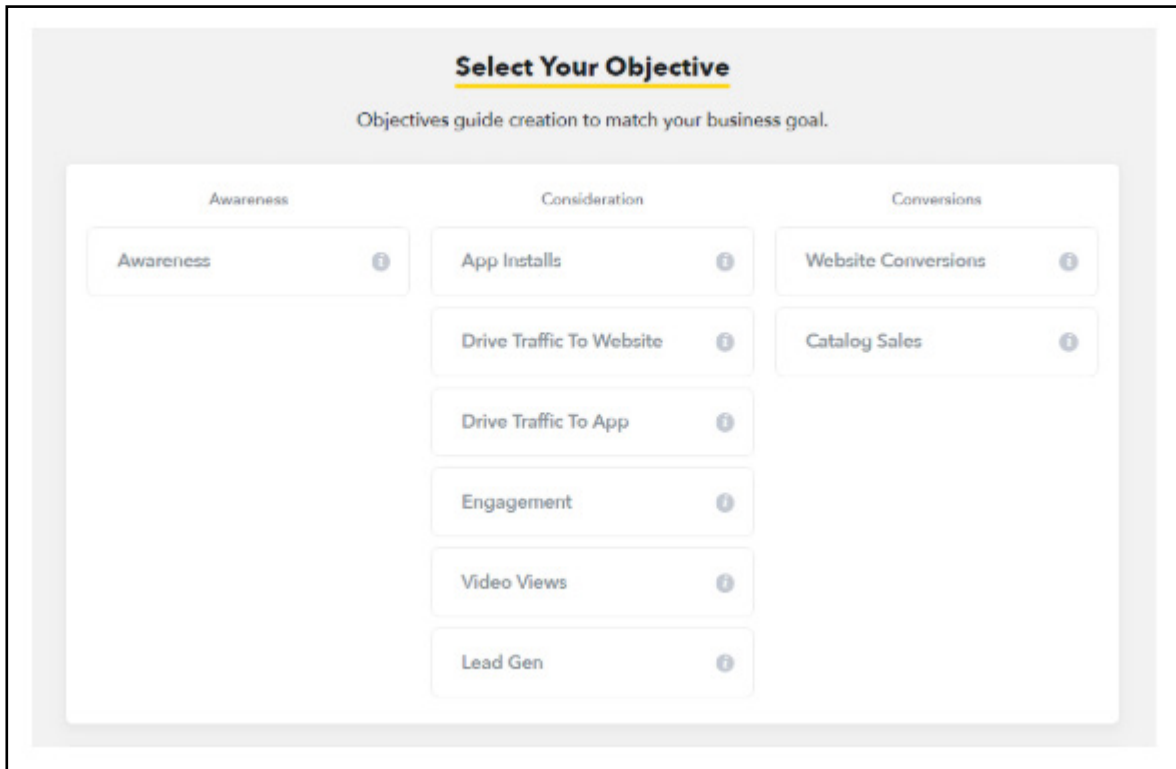 Select Your Objective
Objectives guide creation to match your business goal.
Awareness
Awareness
Consideration
App Installs
Drive Traffic To Website
Drive Traffic To App
Engagement
Video Views
Lead Gen
Conversions
Website Conversions
Catalog Sales